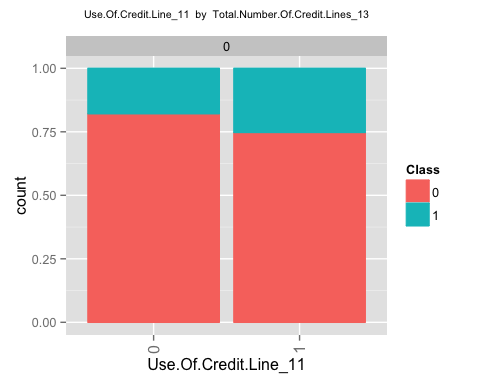 Use.Of.Credit.Line_11 by Total.Number.Of.Credit.Lines_13
0
1.00
0.75
0.50
0.25
0.00
count
0
1
Use.Of.Credit.Line_11
Class
0
1